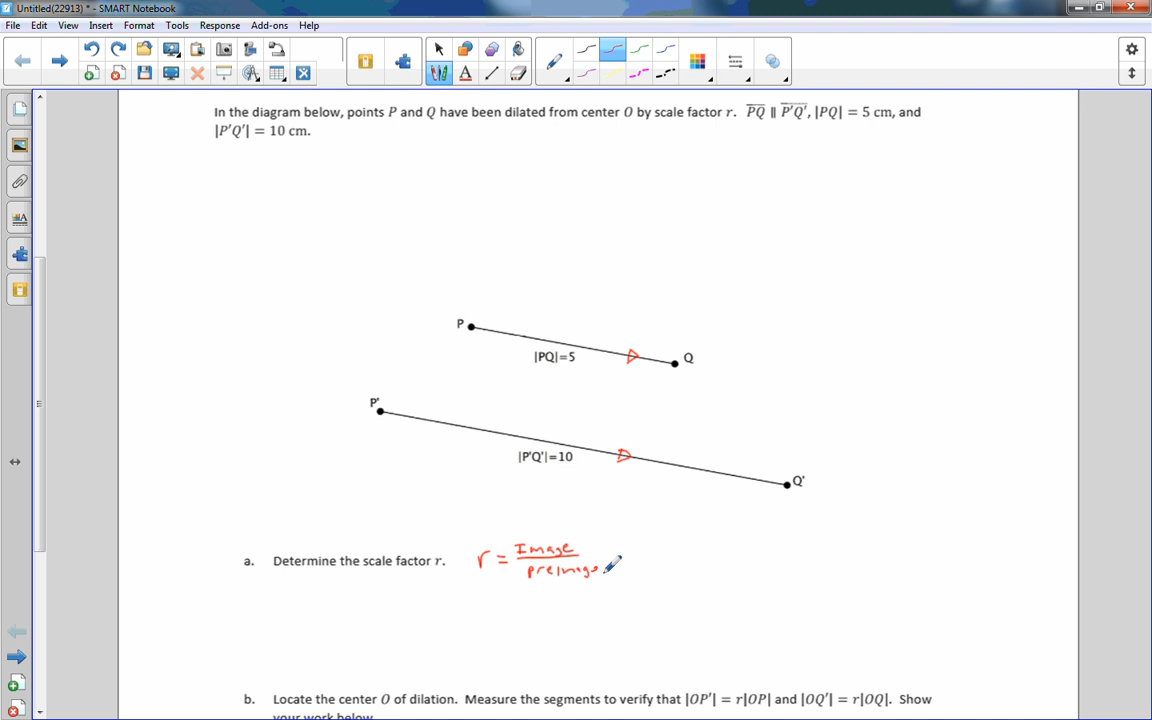 Untitled(22913) * - SMART Notebook
File Edit View Insert Format Tools Response Add-ons Help
In the diagram below, points P and Q have been dilated from center O by scale factor r. PQ ∥ P′Q′, |PQ| = 5 cm, and
|P′Q′| = 10 cm.
P
|PQ|=5
Q
P'
|P'Q'|=10
Q'
a. Determine the scale factor r. r = Image
preimage
b. Locate the center O of dilation. Measure the segments to verify that |OP′| = r|OP| and |OQ′| = r|OQ|. Show
your work below.